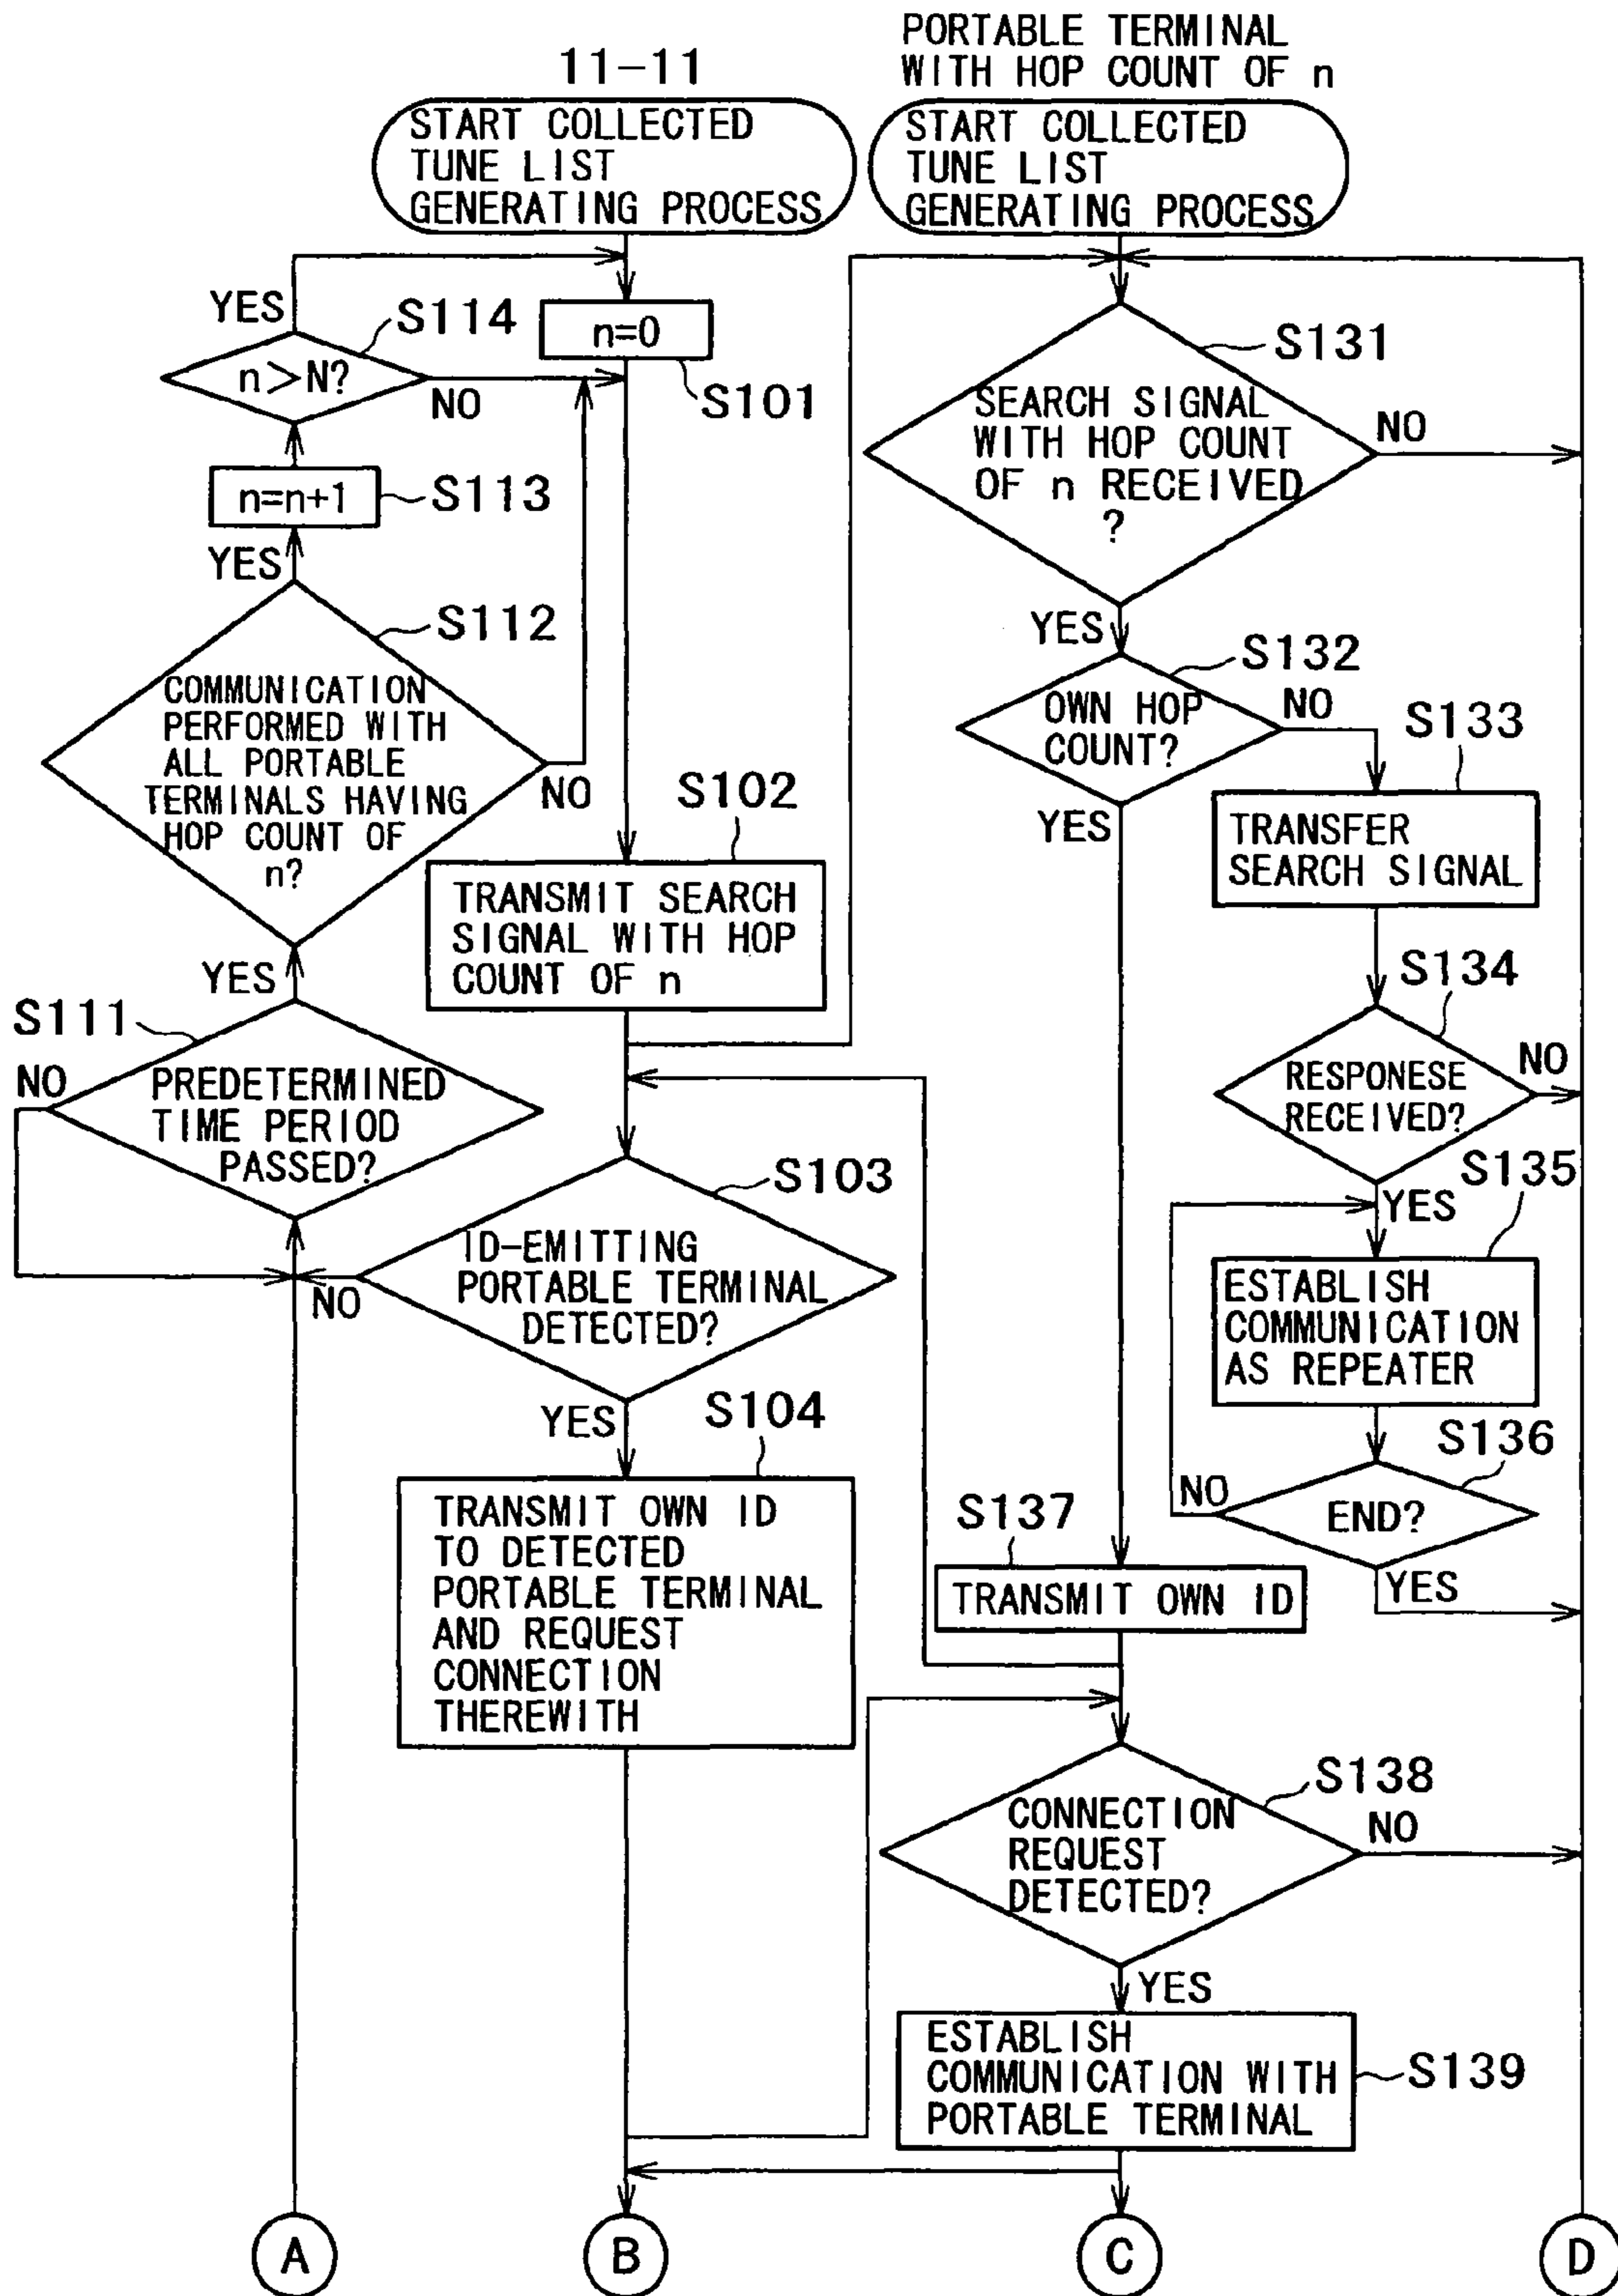 11-11
START COLLECTED
TUNE LIST
GENERATING PROCESS
YES
S114
n>N?
NO
n=0
S101
n=n+1
S113
YES
S112
COMMUNICATION
PERFORMED WITH
ALL PORTABLE
TERMINALS HAVING
HOP COUNT OF
n?
NO
YES
S102
TRANSMIT SEARCH
SIGNAL WITH HOP
COUNT OF n
S111
NO
PREDETERMINED
TIME PERIOD
PASSED?
S103
ID-EMITTING
PORTABLE TERMINAL
DETECTED?
NO
YES
S104
TRANSMIT OWN ID
TO DETECTED
PORTABLE TERMINAL
AND REQUEST
CONNECTION
THEREWITH
A
B
PORTABLE TERMINAL
WITH HOP COUNT OF n
START COLLECTED
TUNE LIST
GENERATING PROCESS
S131
SEARCH SIGNAL
WITH HOP COUNT
OF n RECEIVED
?
NO
YES
S132
OWN HOP
COUNT?
NO
YES
S133
TRANSFER
SEARCH SIGNAL
S134
RESPONESE
RECEIVED?
NO
YES
S135
ESTABLISH
COMMUNICATION
AS REPEATER
S136
END?
NO
YES
S137
TRANSMIT OWN ID
S138
CONNECTION
REQUEST
DETECTED?
NO
YES
ESTABLISH
COMMUNICATION WITH
PORTABLE TERMINAL
S139
C
D